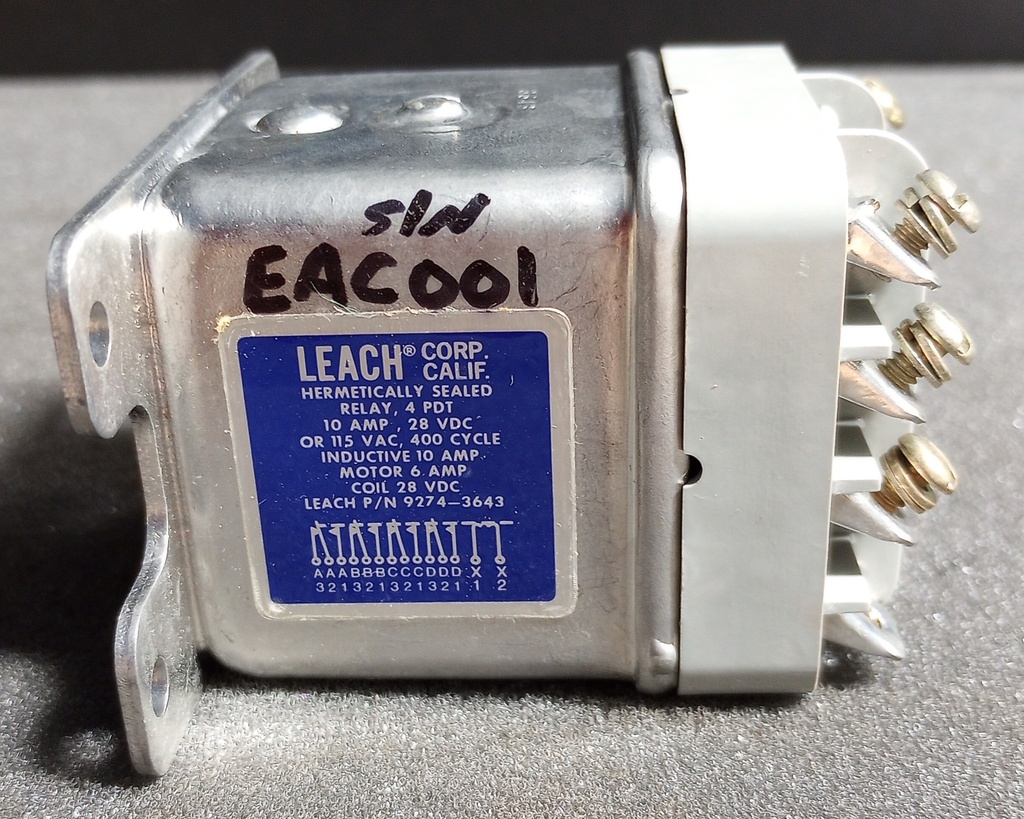 S/N
EAC001
LEACH® CORP. CALIF.
HERMETICALLY SEALED
RELAY, 4 PDT
10 AMP, 28 VDC
OR 115 VAC, 400 CYCLE
INDUCTIVE 10 AMP
MOTOR 6 AMP
COIL 28 VDC
LEACH P/N 9274-3643
AAABBBCCCDDD X X
321321321321 1 2